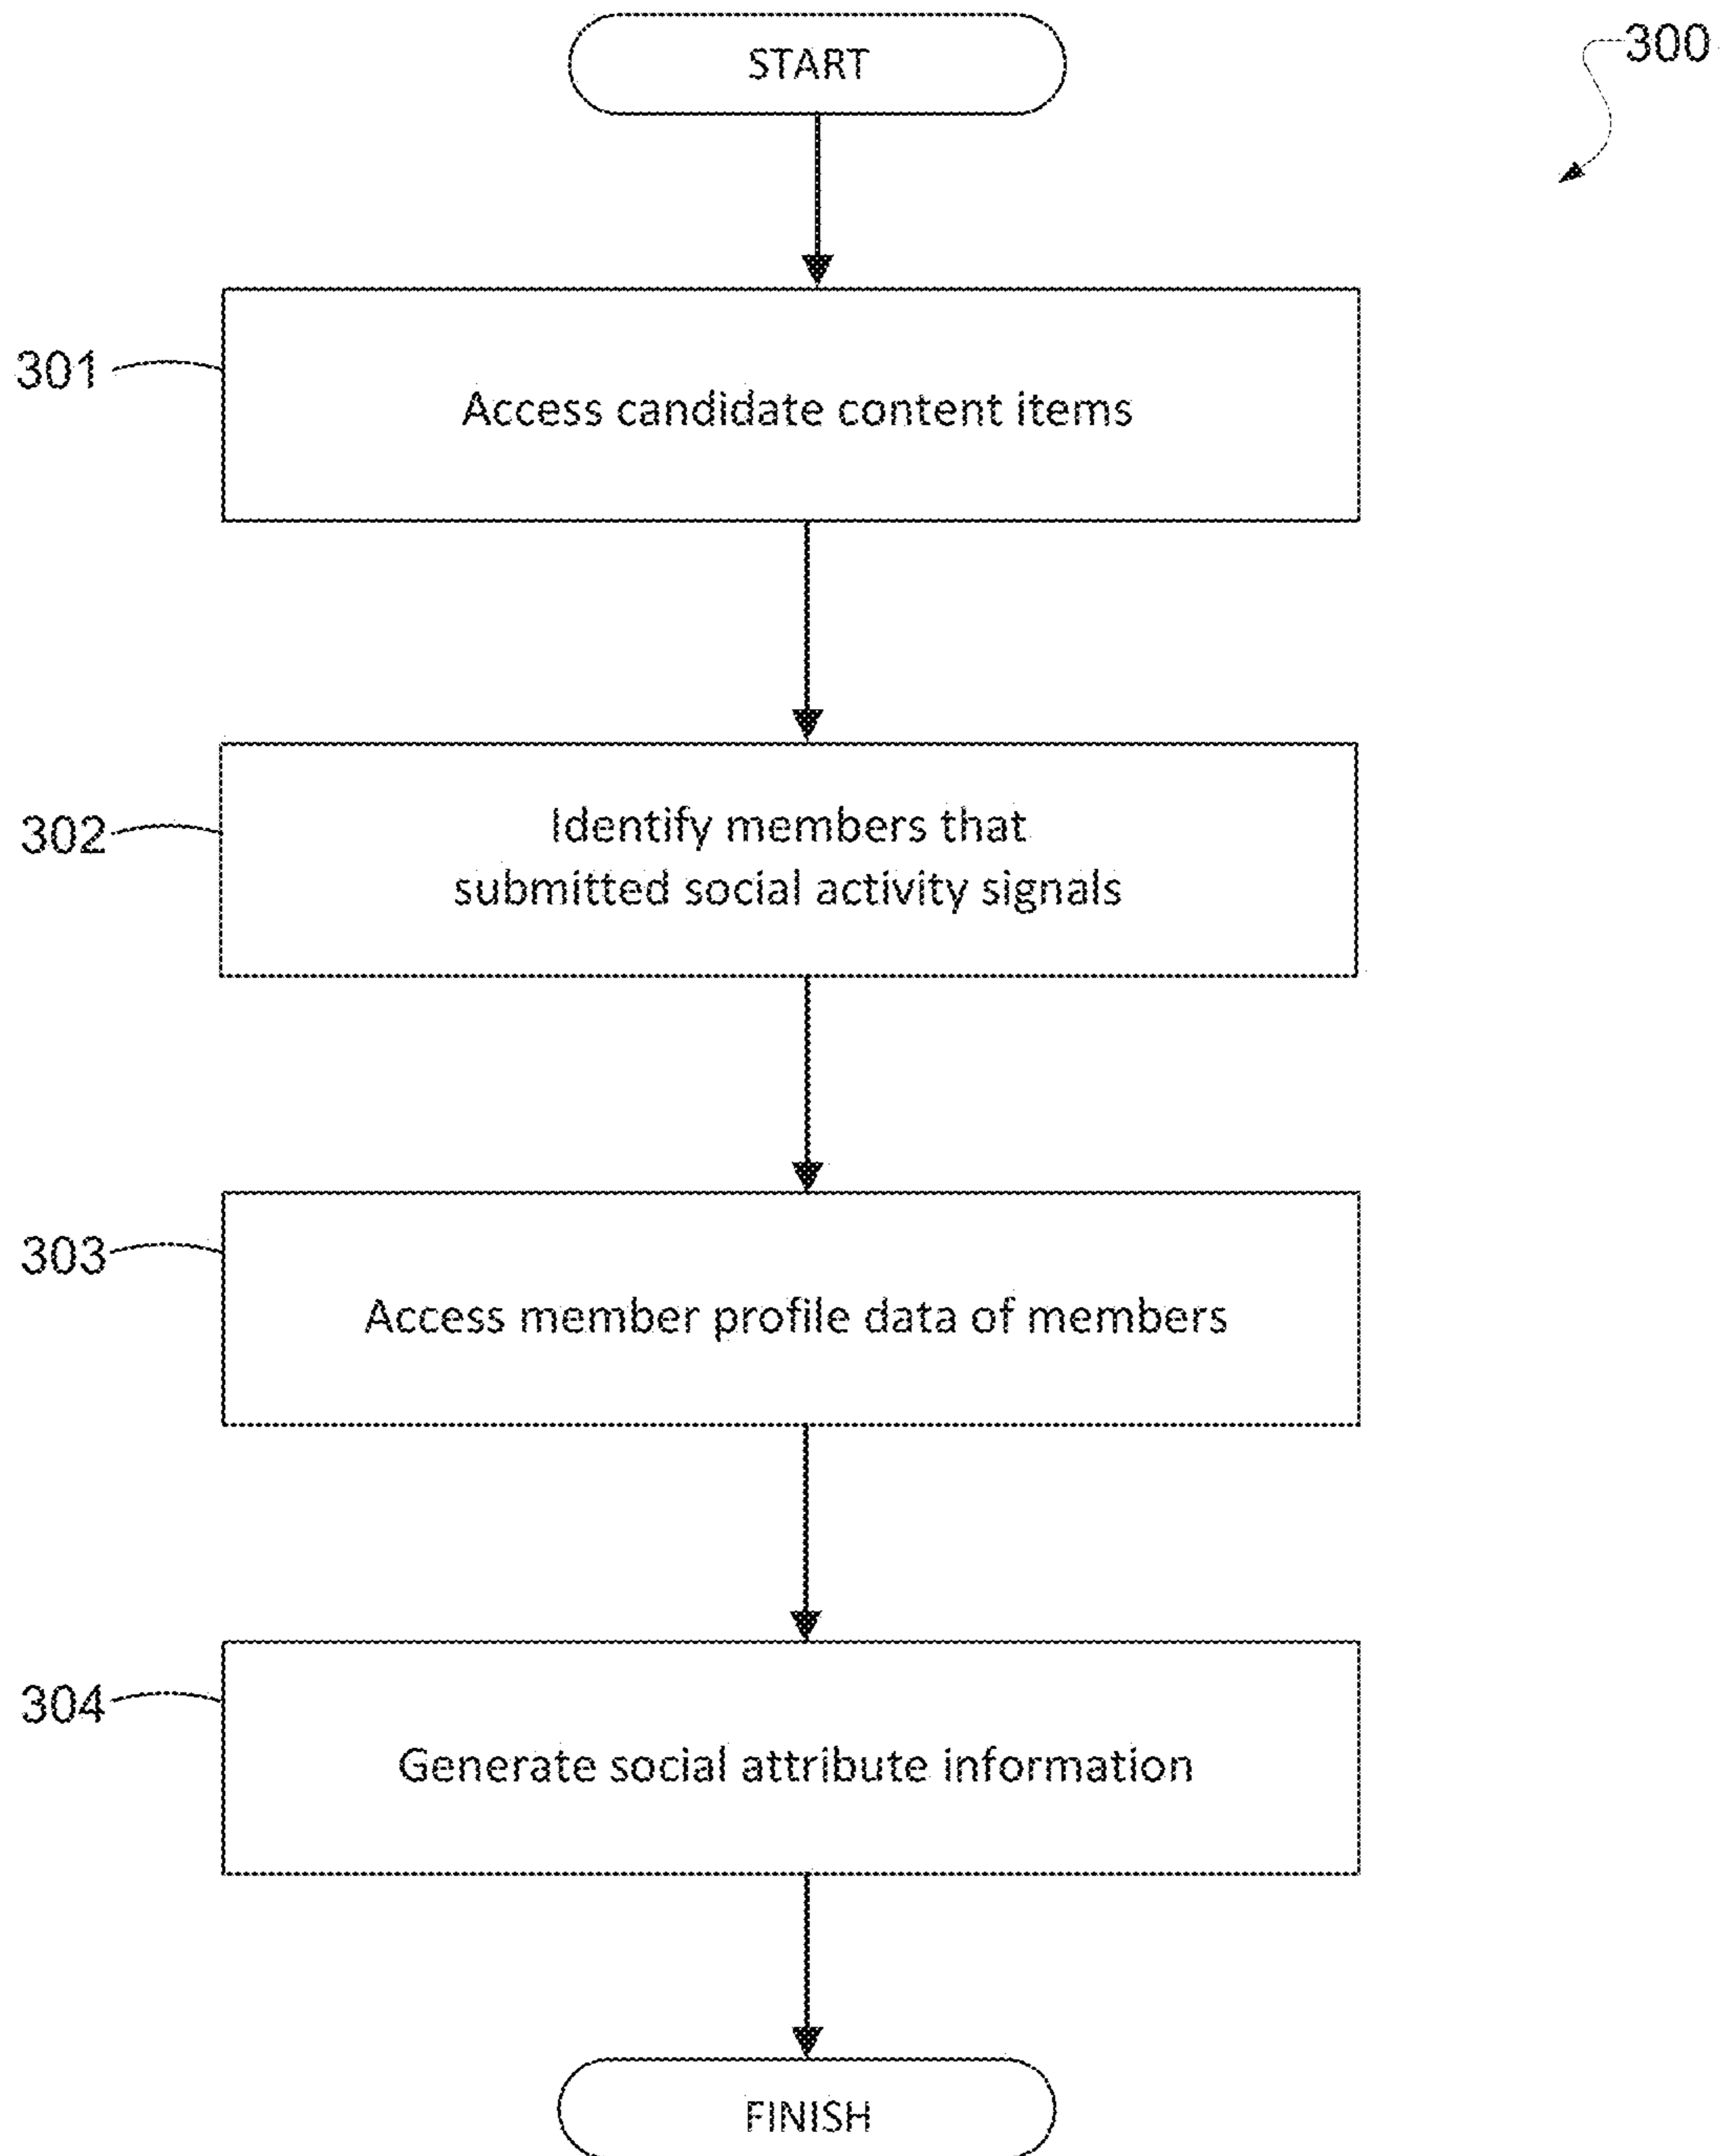 START
300
301
Access candidate content items
302
Identify members that
submitted social activity signals
303
Access member profile data of members
304
Generate social attribute information
FINISH